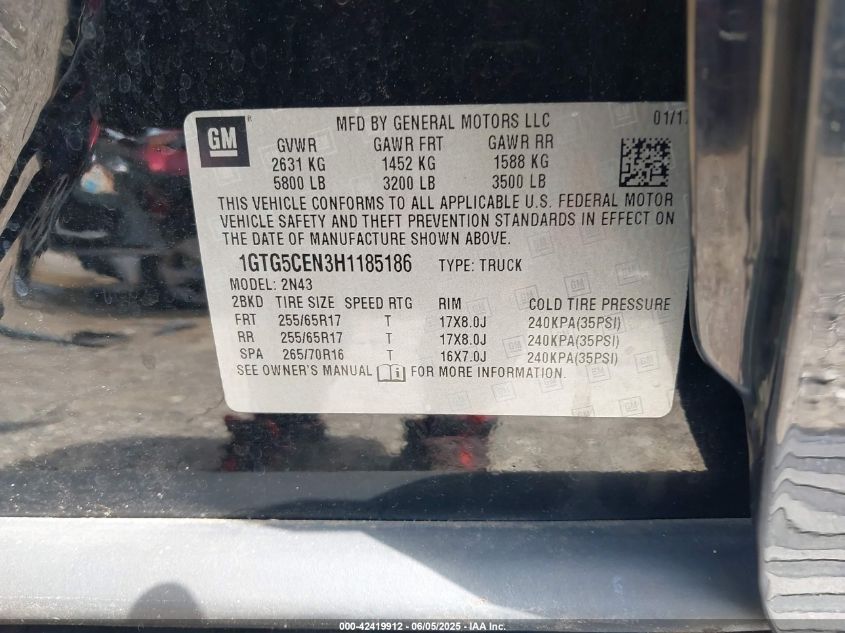 GM
MFD BY GENERAL MOTORS LLC 01/1
GVWR GAWR FRT GAWR RR
2631 KG 1452 KG 1588 KG
5800 LB 3200 LB 3500 LB
THIS VEHICLE CONFORMS TO ALL APPLICABLE U.S. FEDERAL MOTOR
VEHICLE SAFETY AND THEFT PREVENTION STANDARDS IN EFFECT ON
THE DATE OF MANUFACTURE SHOWN ABOVE.
1GTG5CEN3H1185186 TYPE: TRUCK
MODEL: 2N43
2BKD TIRE SIZE SPEED RTG RIM COLD TIRE PRESSURE
FRT 255/65R17 T 17X8.0J 240KPA(35PSI)
RR 255/65R17 T 17X8.0J 240KPA(35PSI)
SPA 265/70R16 T 16X7.0J 240KPA(35PSI)
SEE OWNER'S MANUAL FOR MORE INFORMATION.
000-42419912 - 06/05/2025 - IAA Inc.